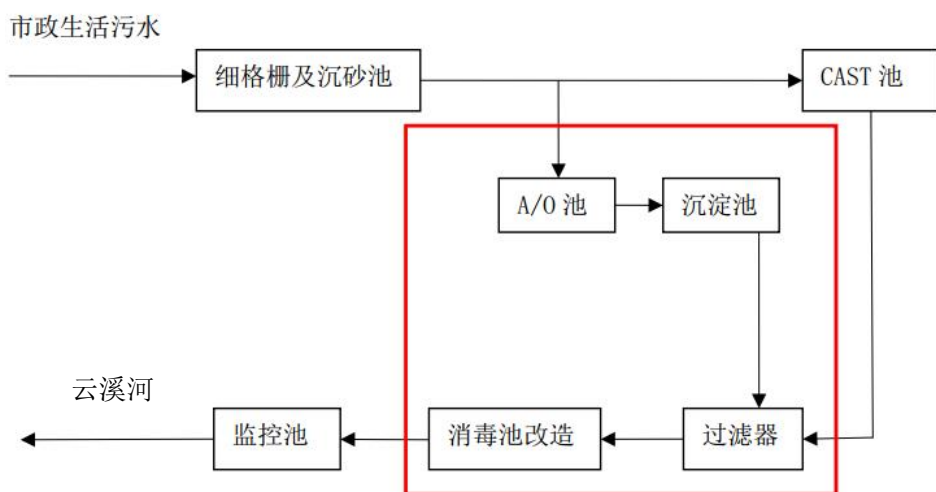 市政生活污水
细格栅及沉砂池
CAST 池
A/O 池
沉淀池
云溪河
监控池
消毒池改造
过滤器